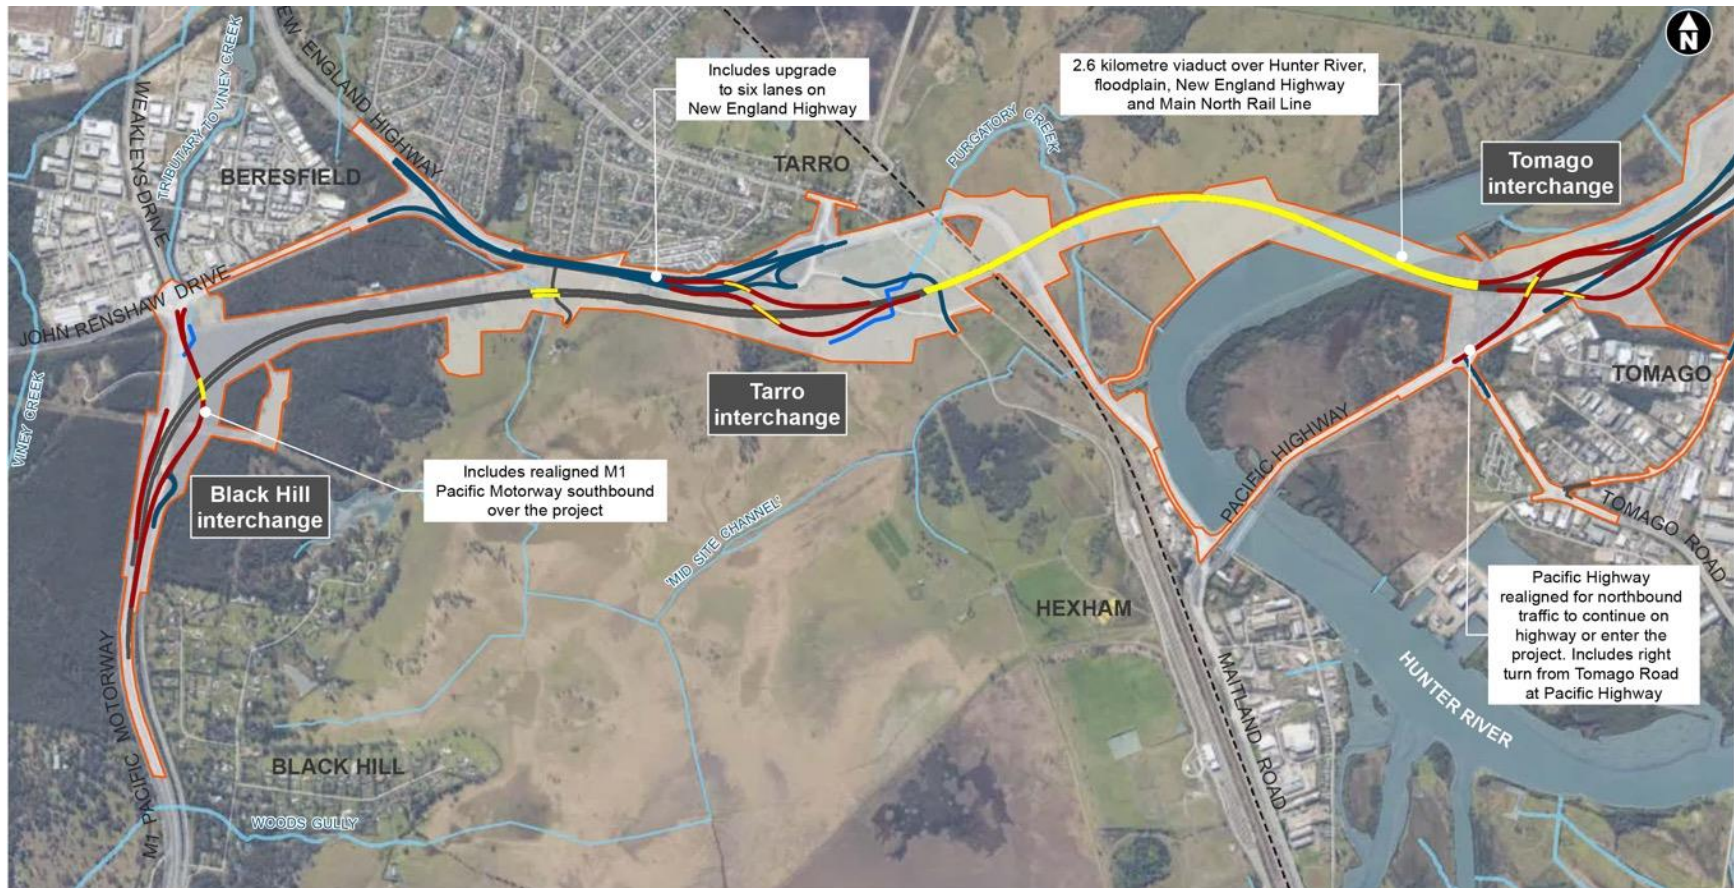 N
NEW ENGLAND HIGHWAY
WEAKLEYS DRIVE
TRIBUTARY TO VINEY CREEK
BERESFIELD
Includes upgrade
to six lanes on
New England Highway
TARRO
2.6 kilometre viaduct over Hunter River,
floodplain, New England Highway
and Main North Rail Line
PURGATORY CREEK
Tomago
interchange
JOHN RENSHAW DRIVE
VINEY CREEK
Tarro
interchange
TOMAGO
PACIFIC HIGHWAY
Includes realigned M1
Pacific Motorway southbound
over the project
Black Hill
interchange
'MID SITE CHANNEL'
TOMAGO ROAD
HEXHAM
Pacific Highway
realigned for northbound
traffic to continue on
highway or enter the
project. Includes right
turn from Tomago Road
at Pacific Highway
M1 PACIFIC MOTORWAY
BLACK HILL
MAITLAND ROAD
HUNTER RIVER
WOODS GULLY